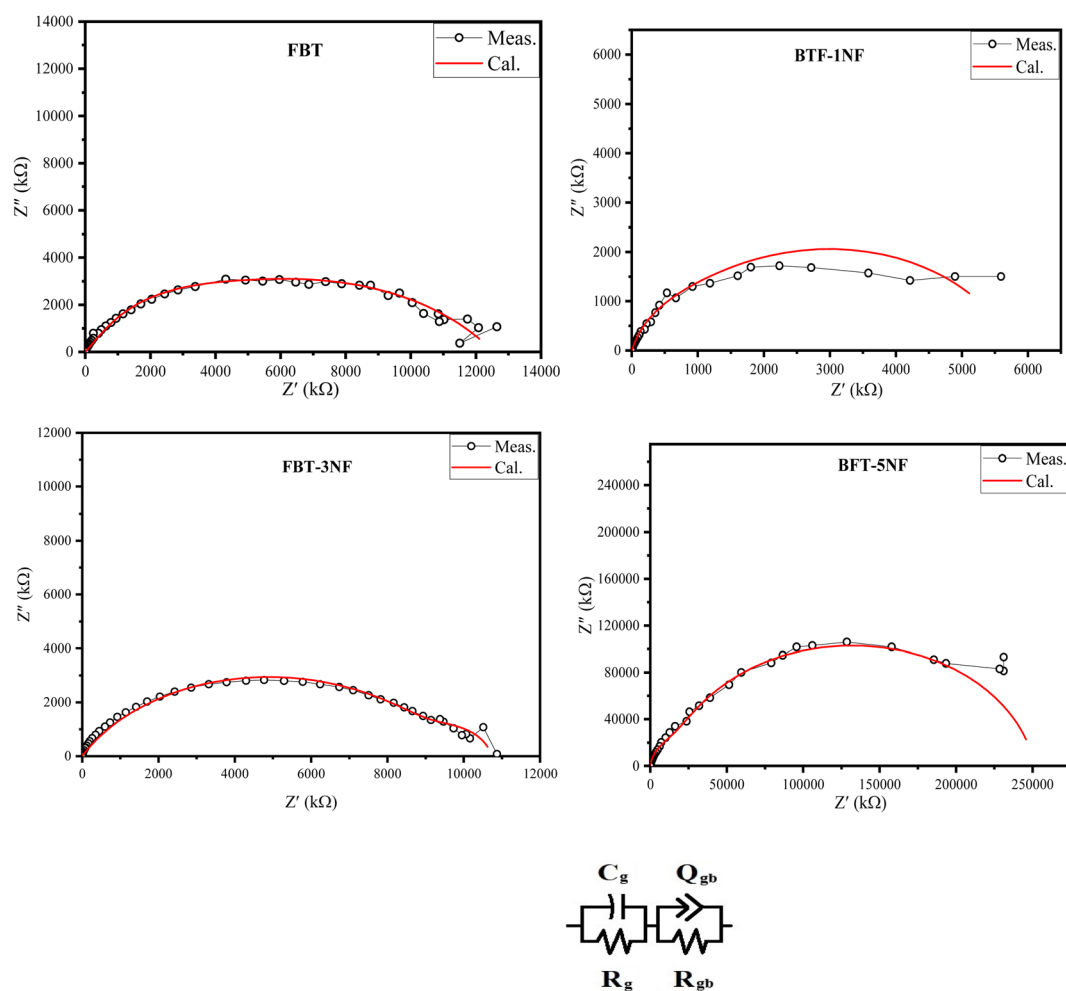 FBT
Meas.
Cal.
14000
12000
10000
8000
6000
4000
2000
0
Z″ (kΩ)
0 2000 4000 6000 8000 10000 12000 14000
Z′ (kΩ)
BTF-1NF
Meas.
Cal.
6000
5000
4000
3000
2000
1000
0
Z″ (kΩ)
0 1000 2000 3000 4000 5000 6000
Z′ (kΩ)
FBT-3NF
Meas.
Cal.
12000
10000
8000
6000
4000
2000
0
Z″ (kΩ)
0 2000 4000 6000 8000 10000 12000
Z′ (kΩ)
BFT-5NF
Meas.
Cal.
240000
200000
160000
120000
80000
40000
0
Z″ (kΩ)
0 50000 100000 150000 200000 250000
Z′ (kΩ)
Cg Qgb
Rg Rgb